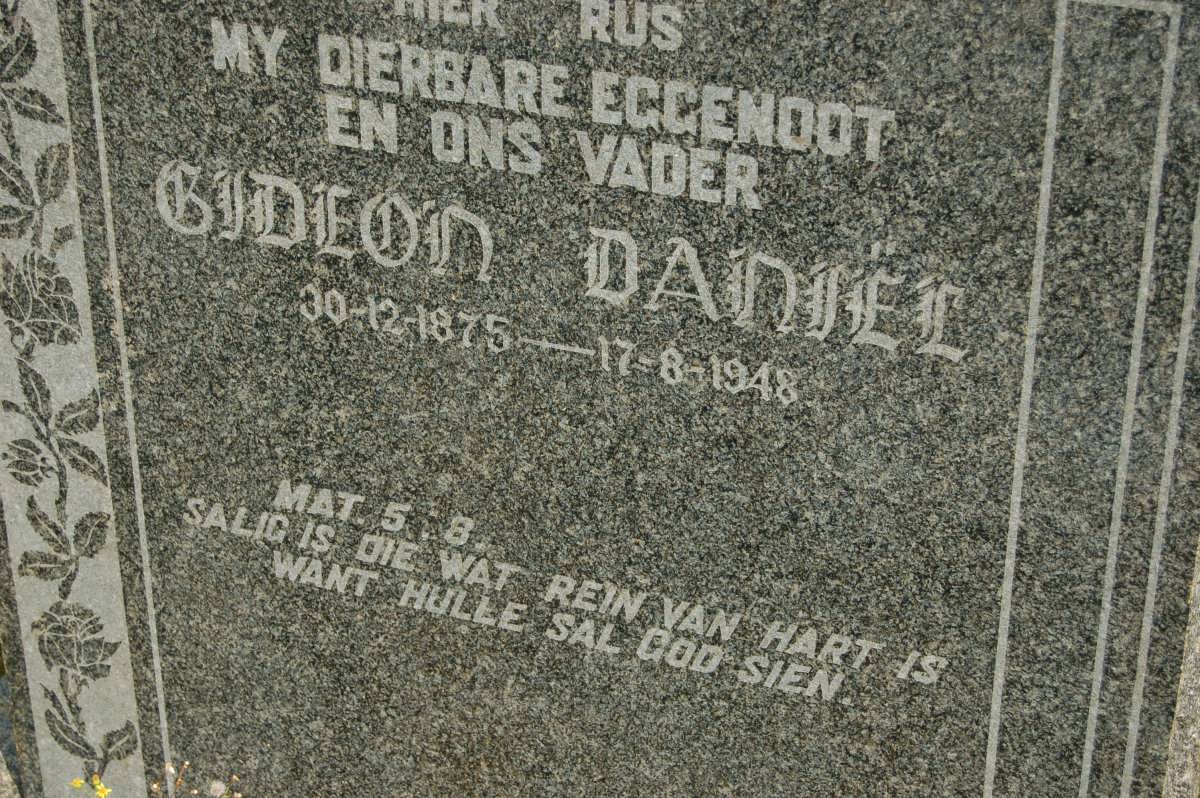 HIER RUS
MY DIERBARE EGGENOOT
EN ONS VADER
GIDEON DANIËL
30-12-1875—17-8-1948
MAT. 5 : 8.
SALIG IS DIE WAT REIN VAN HART IS
WANT HULLE SAL GOD SIEN